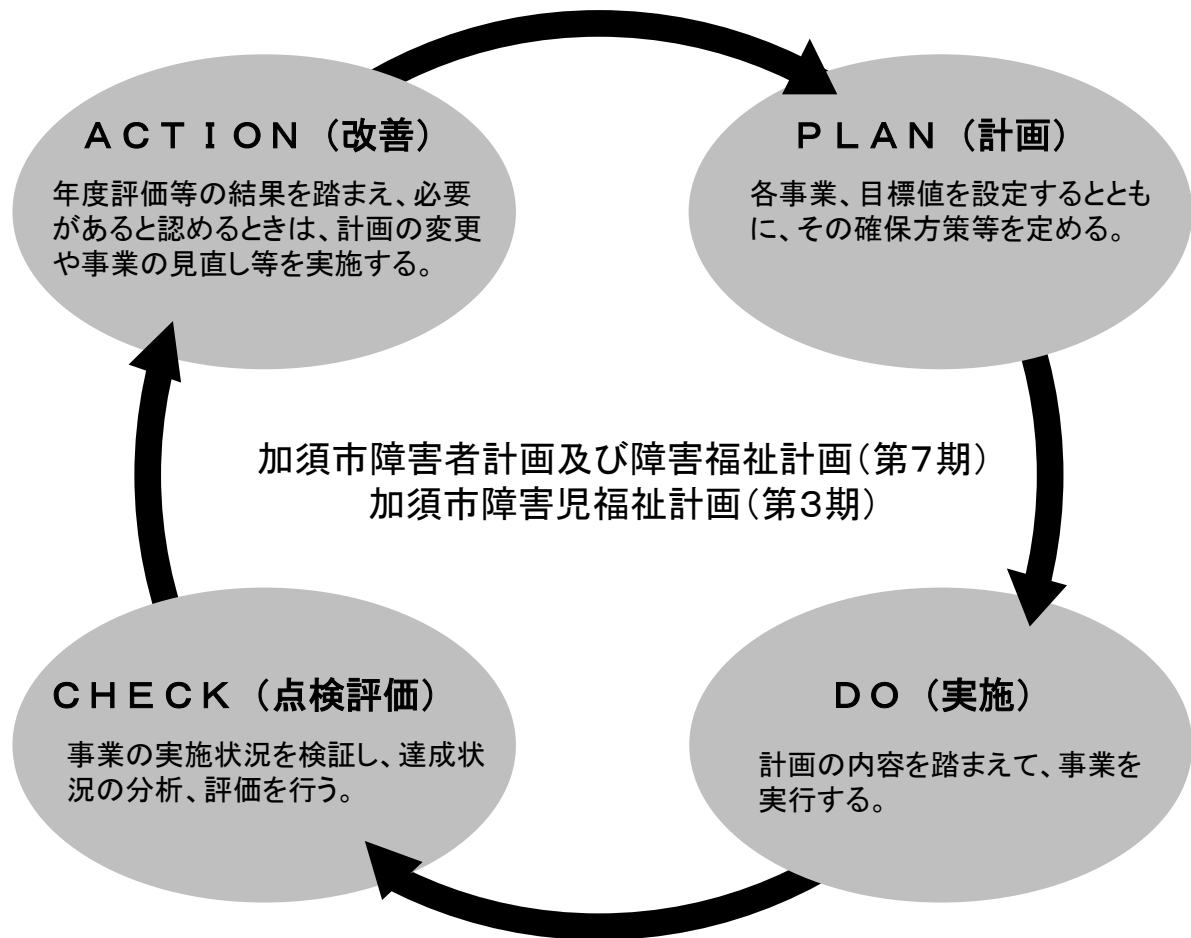 ACTION（改善）
年度評価等の結果を踏まえ、必要
があると認めるときは、計画の変更
や事業の見直し等を実施する。
PLAN（計画）
各事業、目標値を設定するととも
に、その確保方策等を定める。
加須市障害者計画及び障害福祉計画（第７期）
加須市障害児福祉計画（第３期）
CHECK（点検評価）
事業の実施状況を検証し、達成状
況の分析、評価を行う。
DO（実施）
計画の内容を踏まえて、事業を
実行する。